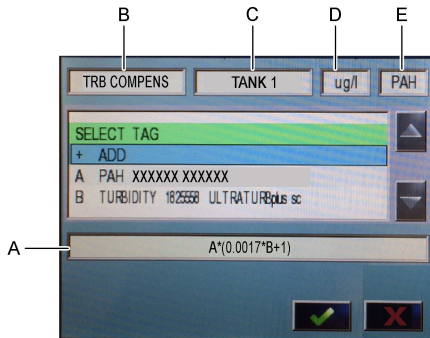 B C D E
TRB COMPENS TANK 1 ug/l PAH
SELECT TAG
+ ADD
A PAH XXXXXX XXXXXX
B TURBIDITY 1825558 ULTRATURBplus sc
A
A*(0.0017*B+1)